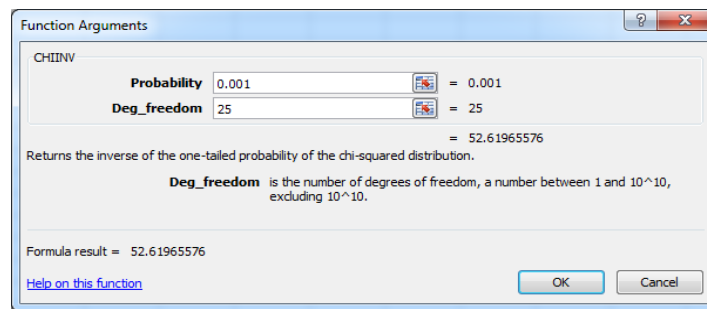 Function Arguments
CHIINV
Probability 0.001 = 0.001
Deg_freedom 25 = 25
= 52.61965576
Returns the inverse of the one-tailed probability of the chi-squared distribution.
Deg_freedom is the number of degrees of freedom, a number between 1 and 10^10,
excluding 10^10.
Formula result = 52.61965576
Help on this function OK Cancel